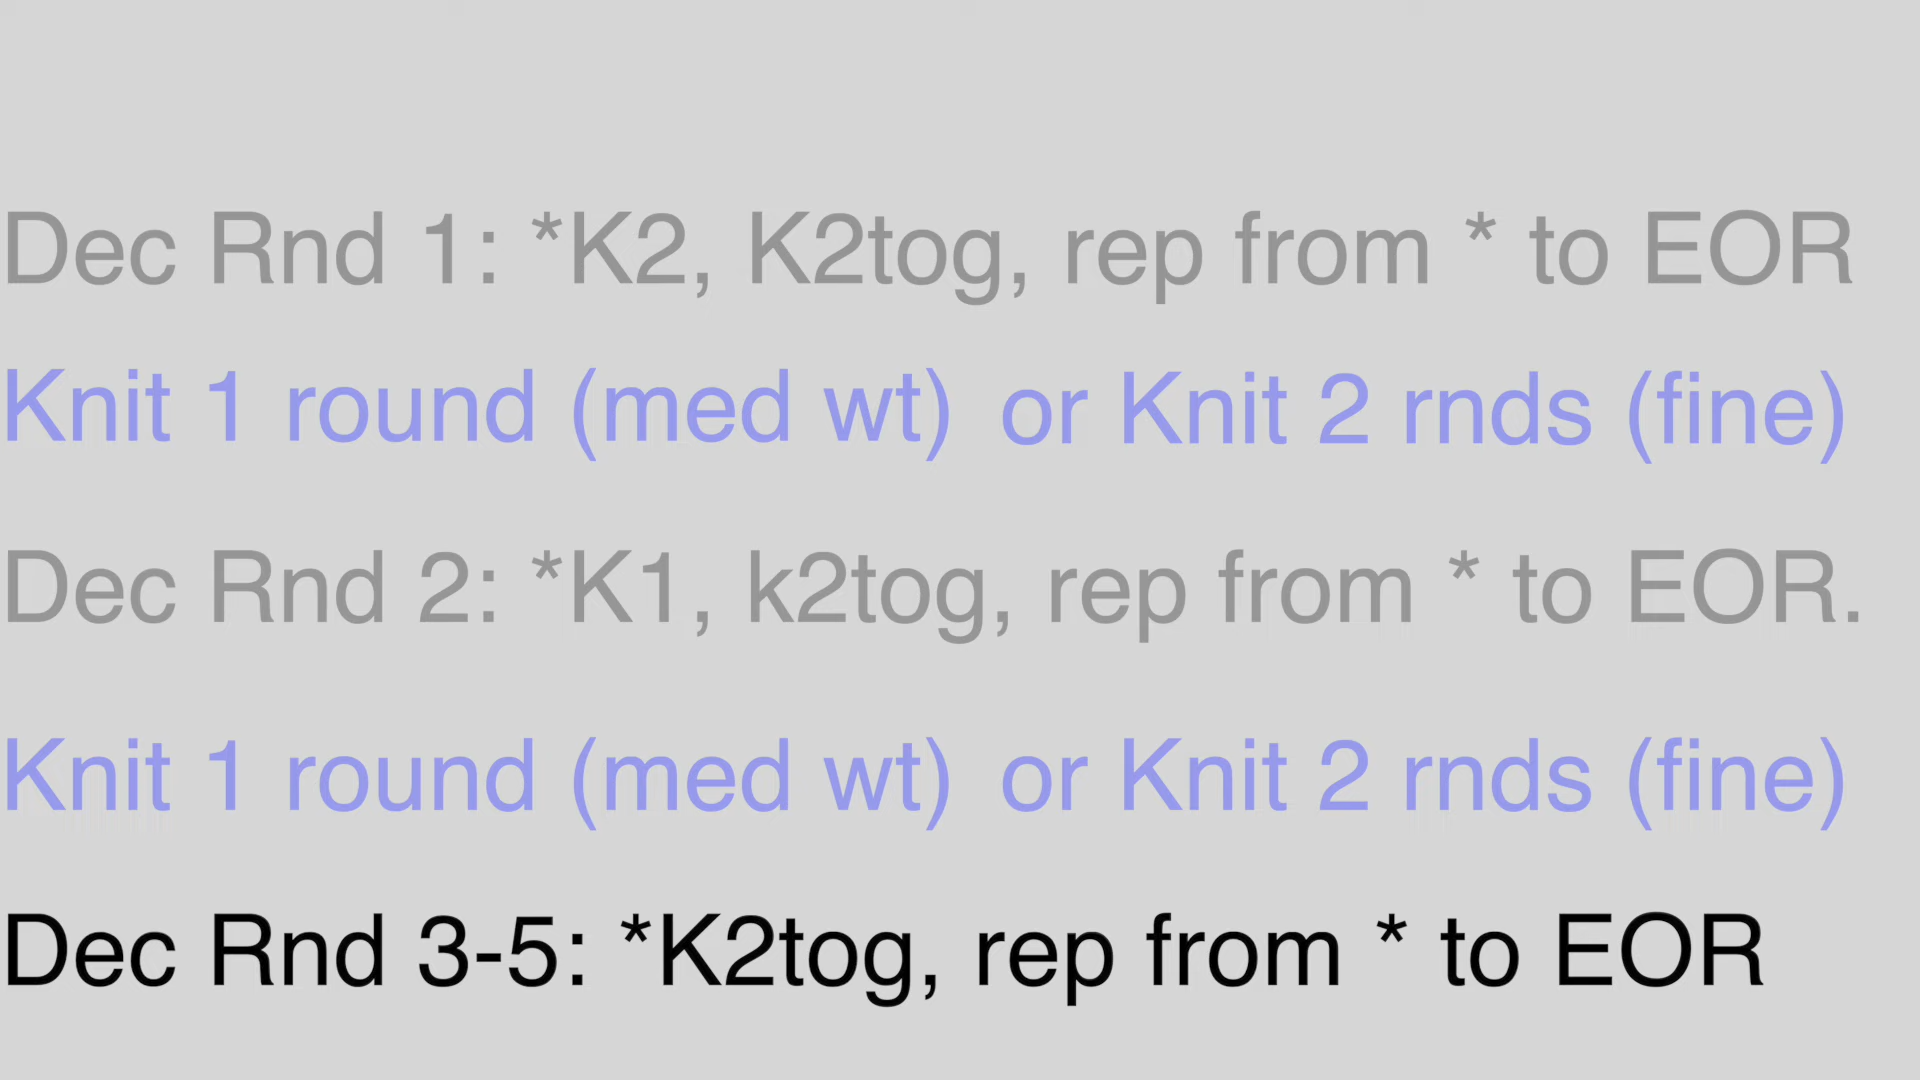 Dec Rnd 1: *K2, K2tog, rep from * to EOR
Knit 1 round (med wt) or Knit 2 rnds (fine)
Dec Rnd 2: *K1, k2tog, rep from * to EOR.
Knit 1 round (med wt) or Knit 2 rnds (fine)
Dec Rnd 3-5: *K2tog, rep from * to EOR